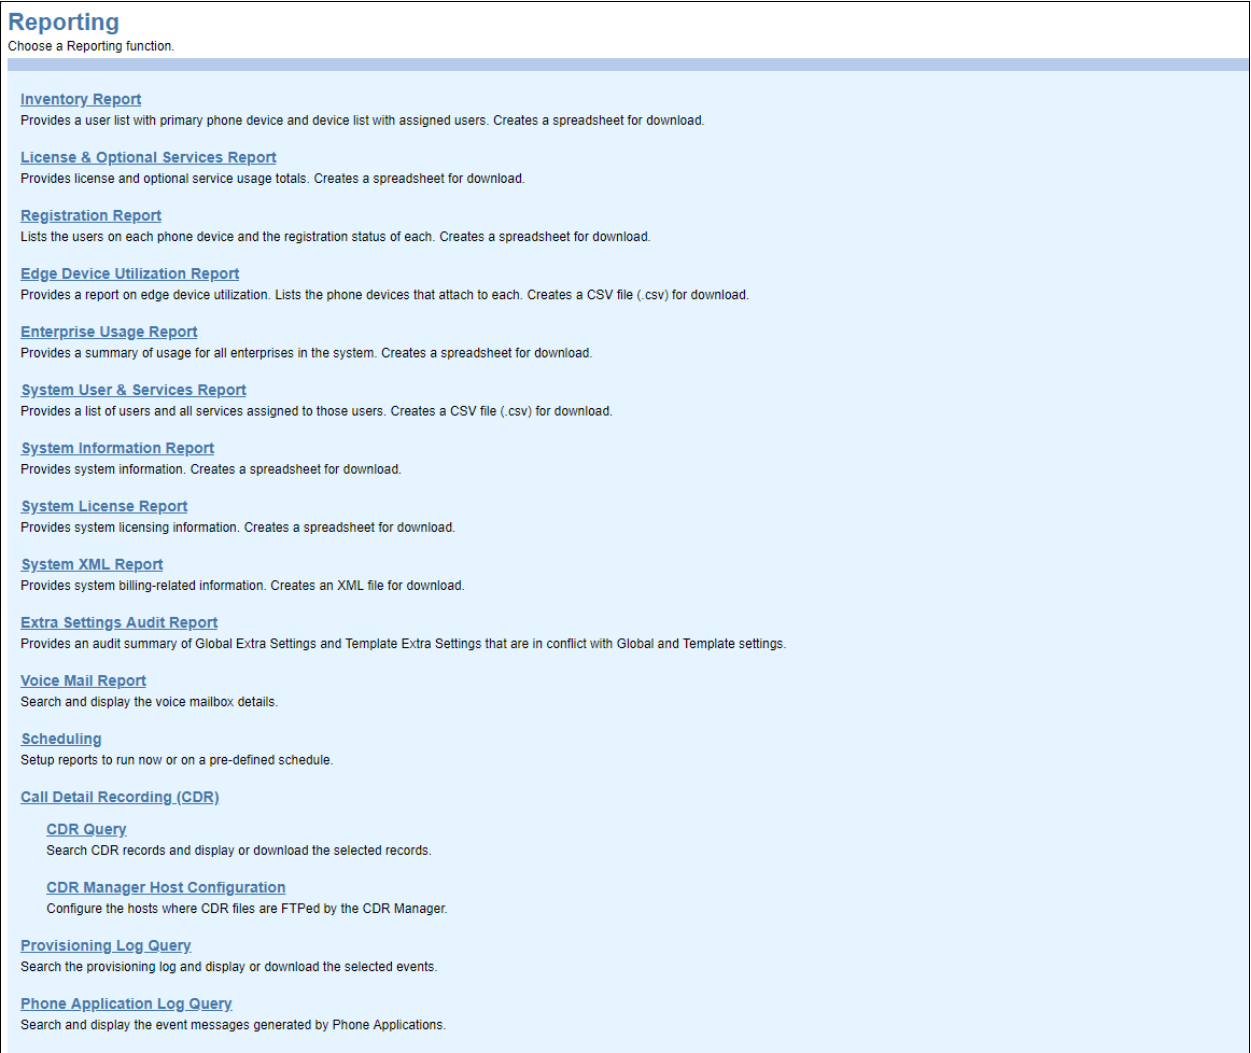 Reporting
Choose a Reporting function.
Inventory Report
Provides a user list with primary phone device and device list with assigned users. Creates a spreadsheet for download.
License & Optional Services Report
Provides license and optional service usage totals. Creates a spreadsheet for download.
Registration Report
Lists the users on each phone device and the registration status of each. Creates a spreadsheet for download.
Edge Device Utilization Report
Provides a report on edge device utilization. Lists the phone devices that attach to each. Creates a CSV file (.csv) for download.
Enterprise Usage Report
Provides a summary of usage for all enterprises in the system. Creates a spreadsheet for download.
System User & Services Report
Provides a list of users and all services assigned to those users. Creates a CSV file (.csv) for download.
System Information Report
Provides system information. Creates a spreadsheet for download.
System License Report
Provides system licensing information. Creates a spreadsheet for download.
System XML Report
Provides system billing-related information. Creates an XML file for download.
Extra Settings Audit Report
Provides an audit summary of Global Extra Settings and Template Extra Settings that are in conflict with Global and Template settings.
Voice Mail Report
Search and display the voice mailbox details.
Scheduling
Setup reports to run now or on a pre-defined schedule.
Call Detail Recording (CDR)
CDR Query
Search CDR records and display or download the selected records.
CDR Manager Host Configuration
Configure the hosts where CDR files are FTPed by the CDR Manager.
Provisioning Log Query
Search the provisioning log and display or download the selected events.
Phone Application Log Query
Search and display the event messages generated by Phone Applications.